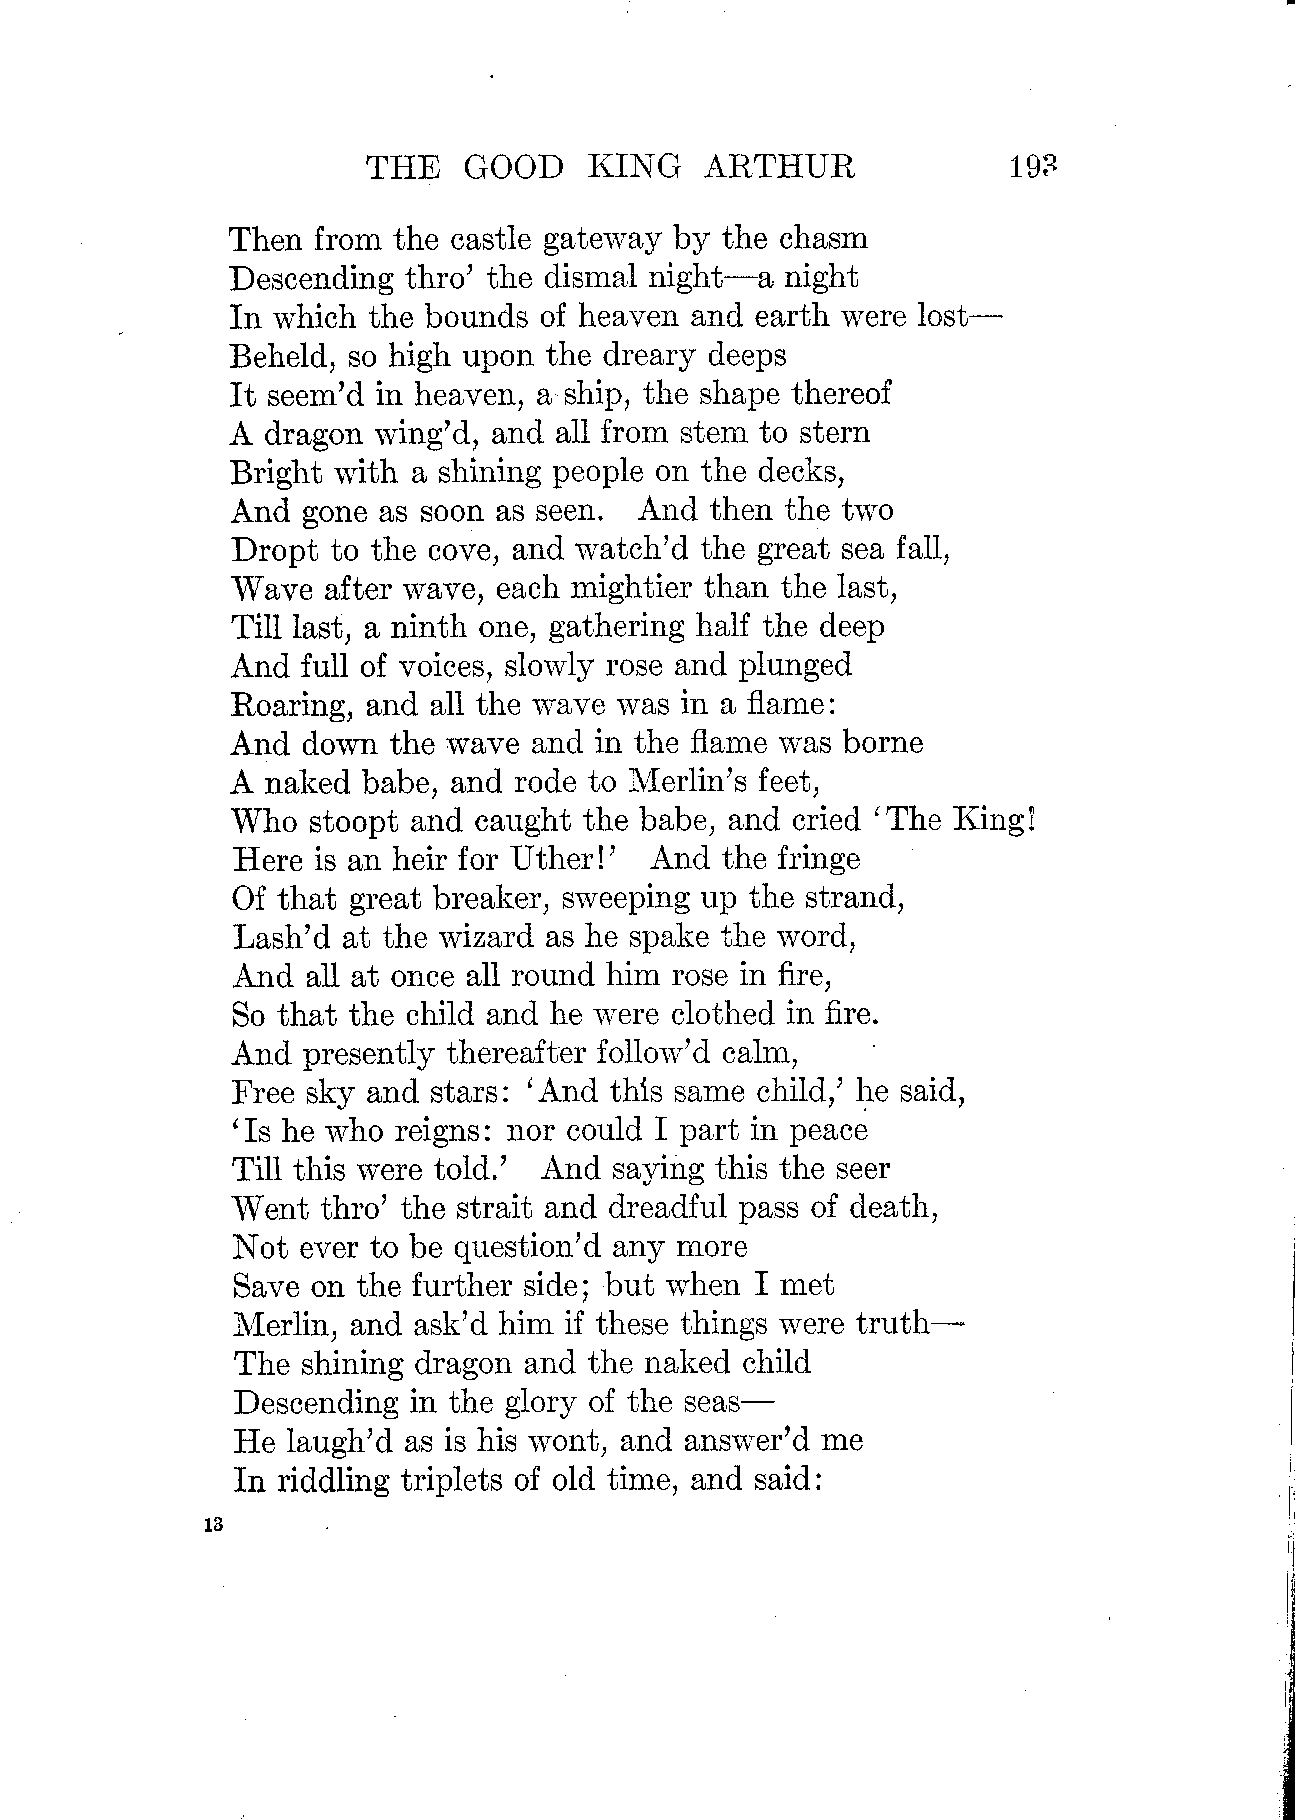 THE GOOD KING ARTHUR 193
Then from the castle gateway by the chasm
Descending thro' the dismal night—a night
In which the bounds of heaven and earth were lost—
Beheld, so high upon the dreary deeps
It seem'd in heaven, a ship, the shape thereof
A dragon wing'd, and all from stem to stern
Bright with a shining people on the decks,
And gone as soon as seen. And then the two
Dropt to the cove, and watch'd the great sea fall,
Wave after wave, each mightier than the last,
Till last, a ninth one, gathering half the deep
And full of voices, slowly rose and plunged
Roaring, and all the wave was in a flame:
And down the wave and in the flame was borne
A naked babe, and rode to Merlin's feet,
Who stoopt and caught the babe, and cried 'The King!
Here is an heir for Uther!' And the fringe
Of that great breaker, sweeping up the strand,
Lash'd at the wizard as he spake the word,
And all at once all round him rose in fire,
So that the child and he were clothed in fire.
And presently thereafter follow'd calm,
Free sky and stars: 'And this same child,' he said,
'Is he who reigns: nor could I part in peace
Till this were told.' And saying this the seer
Went thro' the strait and dreadful pass of death,
Not ever to be question'd any more
Save on the further side; but when I met
Merlin, and ask'd him if these things were truth—
The shining dragon and the naked child
Descending in the glory of the seas—
He laugh'd as is his wont, and answer'd me
In riddling triplets of old time, and said:
13